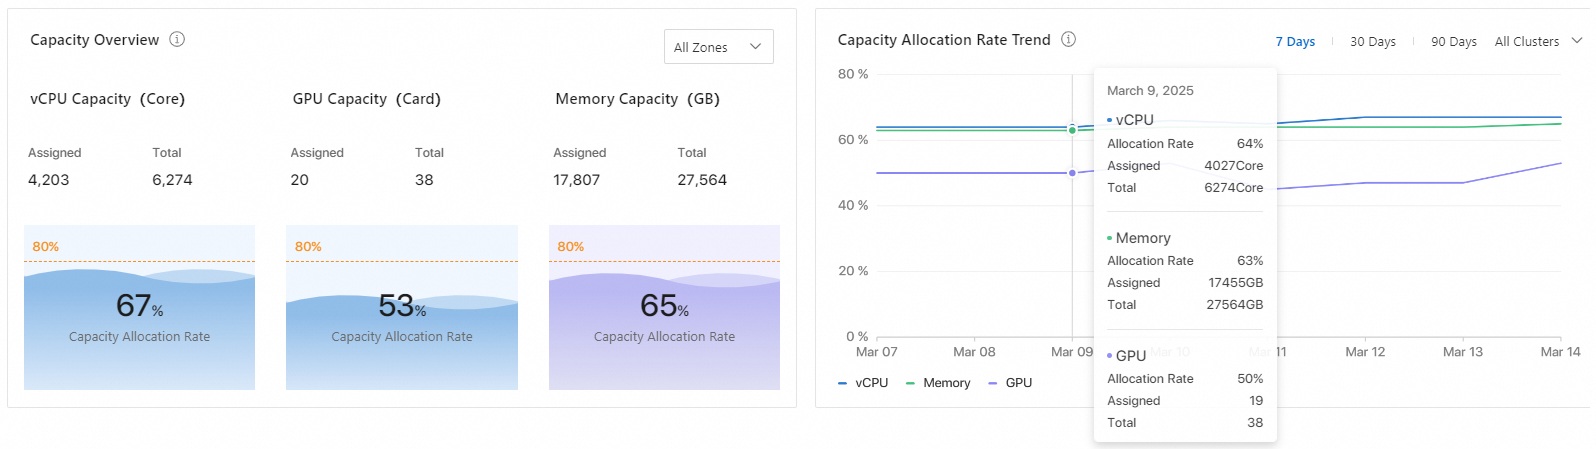 Capacity Overview
All Zones
vCPU Capacity (Core)
GPU Capacity (Card)
Memory Capacity (GB)
Assigned Total
4,203 6,274
Assigned Total
20 38
Assigned Total
17,807 27,564
80%
67%
Capacity Allocation Rate
80%
53%
Capacity Allocation Rate
80%
65%
Capacity Allocation Rate
Capacity Allocation Rate Trend
7 Days 30 Days 90 Days All Clusters
80 %
60 %
40 %
20 %
0 %
Mar 07 Mar 08 Mar 09 Mar 10 Mar 11 Mar 12 Mar 13 Mar 14
vCPU Memory GPU
March 9, 2025
vCPU
Allocation Rate 64%
Assigned 4027Core
Total 6274Core
Memory
Allocation Rate 63%
Assigned 17455GB
Total 27564GB
GPU
Allocation Rate 50%
Assigned 19
Total 38